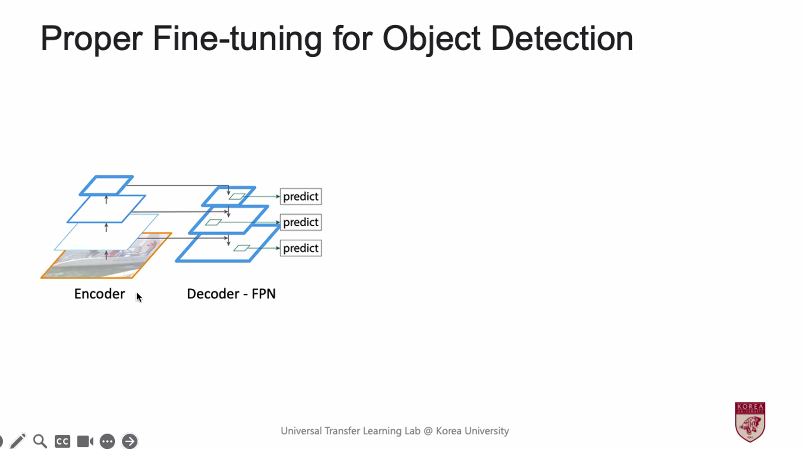 Proper Fine-tuning for Object Detection
predict
predict
predict
Encoder
Decoder - FPN
Universal Transfer Learning Lab @ Korea University
KOREA
CC